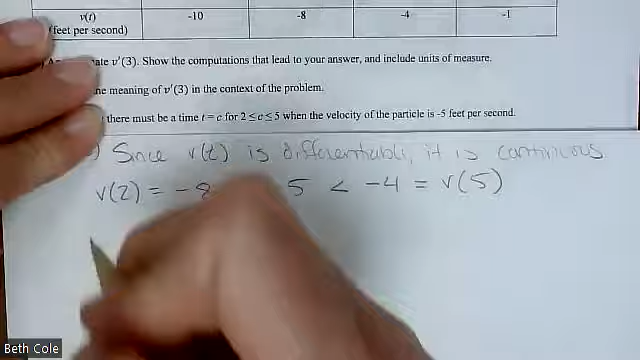 v(t) -10 -8 -4 -1
(feet per second)
ate v'(3). Show the computations that lead to your answer, and include units of measure.
meaning of v'(3) in the context of the problem.
there must be a time t = c for 2 ≤ c ≤ 5 when the velocity of the particle is -5 feet per second.
) Since v(t) is differentiable, it is continuous
v(2) = -8 5 < -4 = v(5)
Beth Cole